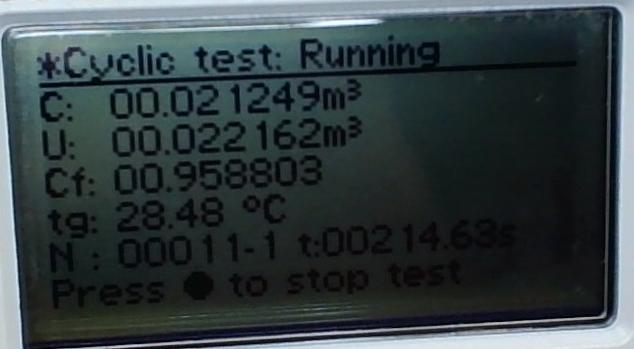 *Cyclic test: Running
C: 00.021249m³
U: 00.022162m³
Cf: 00.958803
tg: 28.48 °C
N : 00011-1 t:00214.63s
Press ● to stop test